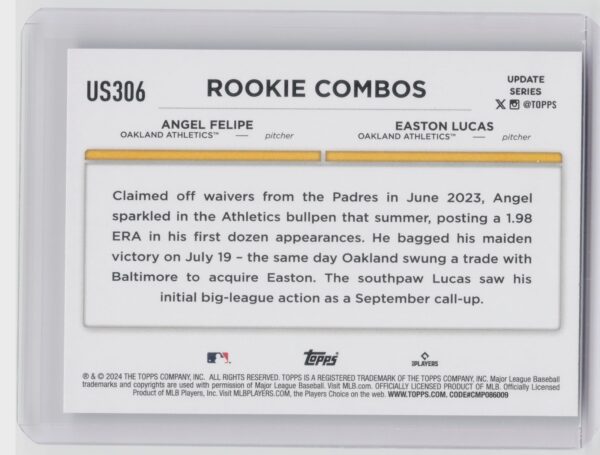 US306
ROOKIE COMBOS
UPDATE
SERIES
@TOPPS
ANGEL FELIPE
OAKLAND ATHLETICS™ — pitcher
EASTON LUCAS
OAKLAND ATHLETICS™ — pitcher
Claimed off waivers from the Padres in June 2023, Angel
sparkled in the Athletics bullpen that summer, posting a 1.98
ERA in his first dozen appearances. He bagged his maiden
victory on July 19 – the same day Oakland swung a trade with
Baltimore to acquire Easton. The southpaw Lucas saw his
initial big-league action as a September call-up.
Topps
PLAYERS
® & © 2024 THE TOPPS COMPANY, INC. ALL RIGHTS RESERVED. TOPPS IS A REGISTERED TRADEMARK OF THE TOPPS COMPANY, INC. Major League Baseball
trademarks and copyrights are used with permission of Major League Baseball. Visit MLB.com. OFFICIALLY LICENSED PRODUCT OF MLB. Officially Licensed
Product of MLB Players, Inc. Visit MLBPLAYERS.COM, the Players Choice on the web. WWW.TOPPS.COM. CODE#CMP086009